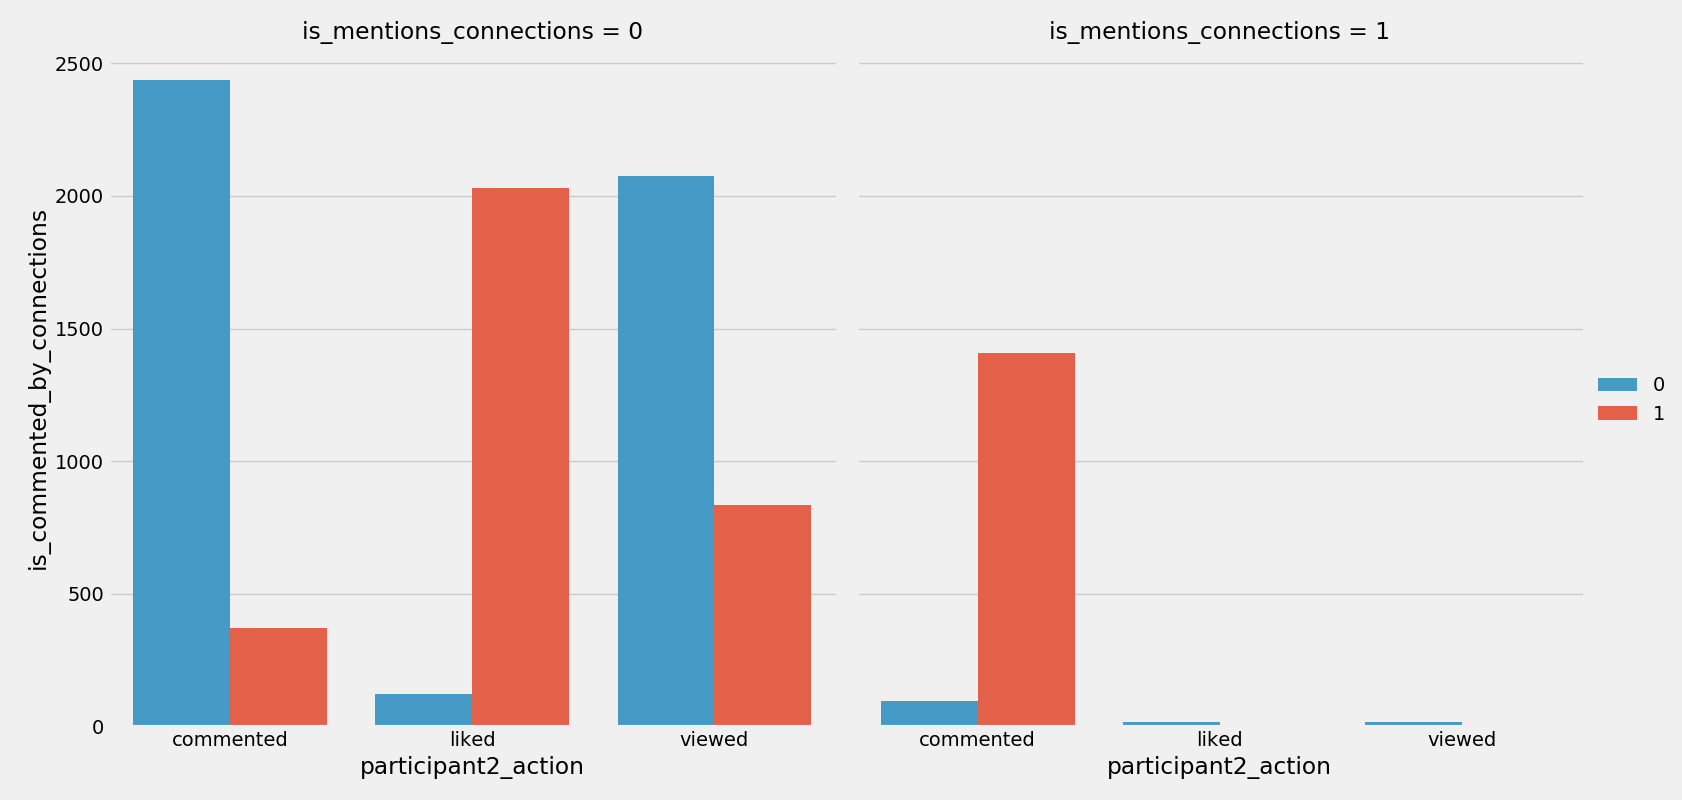 is_mentions_connections = 0
is_mentions_connections = 1
is_commented_by_connections
2500
2000
1500
1000
500
0
commented
liked
viewed
participant2_action
commented
liked
viewed
participant2_action
0
1